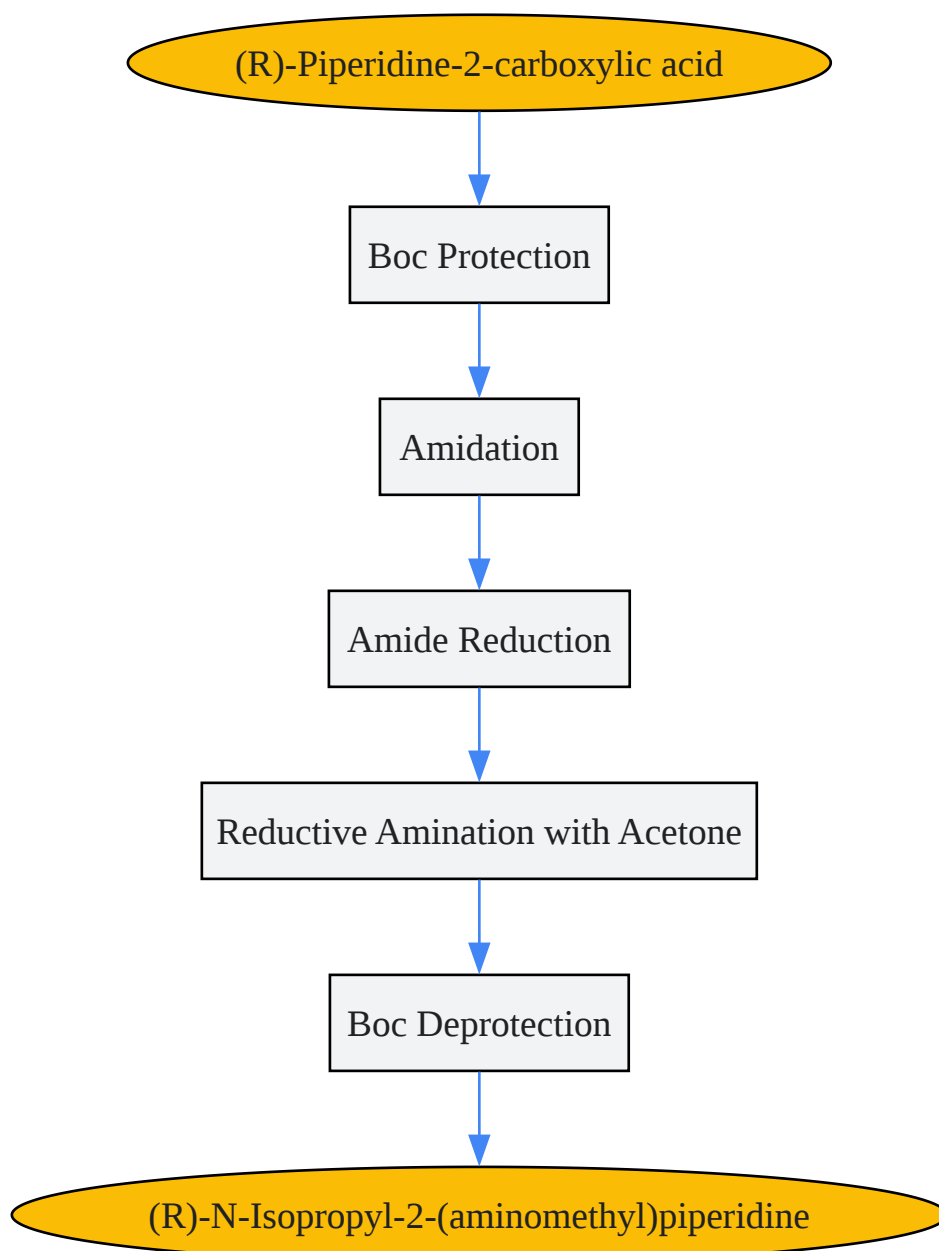 (R)-Piperidine-2-carboxylic acid
Boc Protection
Amidation
Amide Reduction
Reductive Amination with Acetone
Boc Deprotection
(R)-N-Isopropyl-2-(aminomethyl)piperidine